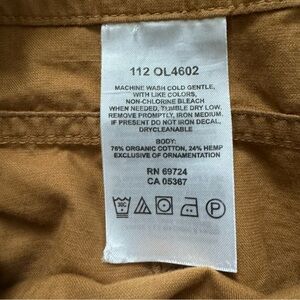 112 OL4602
MACHINE WASH COLD GENTLE,
WITH LIKE COLORS,
NON-CHLORINE BLEACH
WHEN NEEDED, TUMBLE DRY LOW.
REMOVE PROMPTLY, IRON MEDIUM.
IF PRESENT DO NOT IRON DECAL,
DRYCLEANABLE
BODY:
76% ORGANIC COTTON, 24% HEMP
EXCLUSIVE OF ORNAMENTATION
RN 69724
CA 05367
P